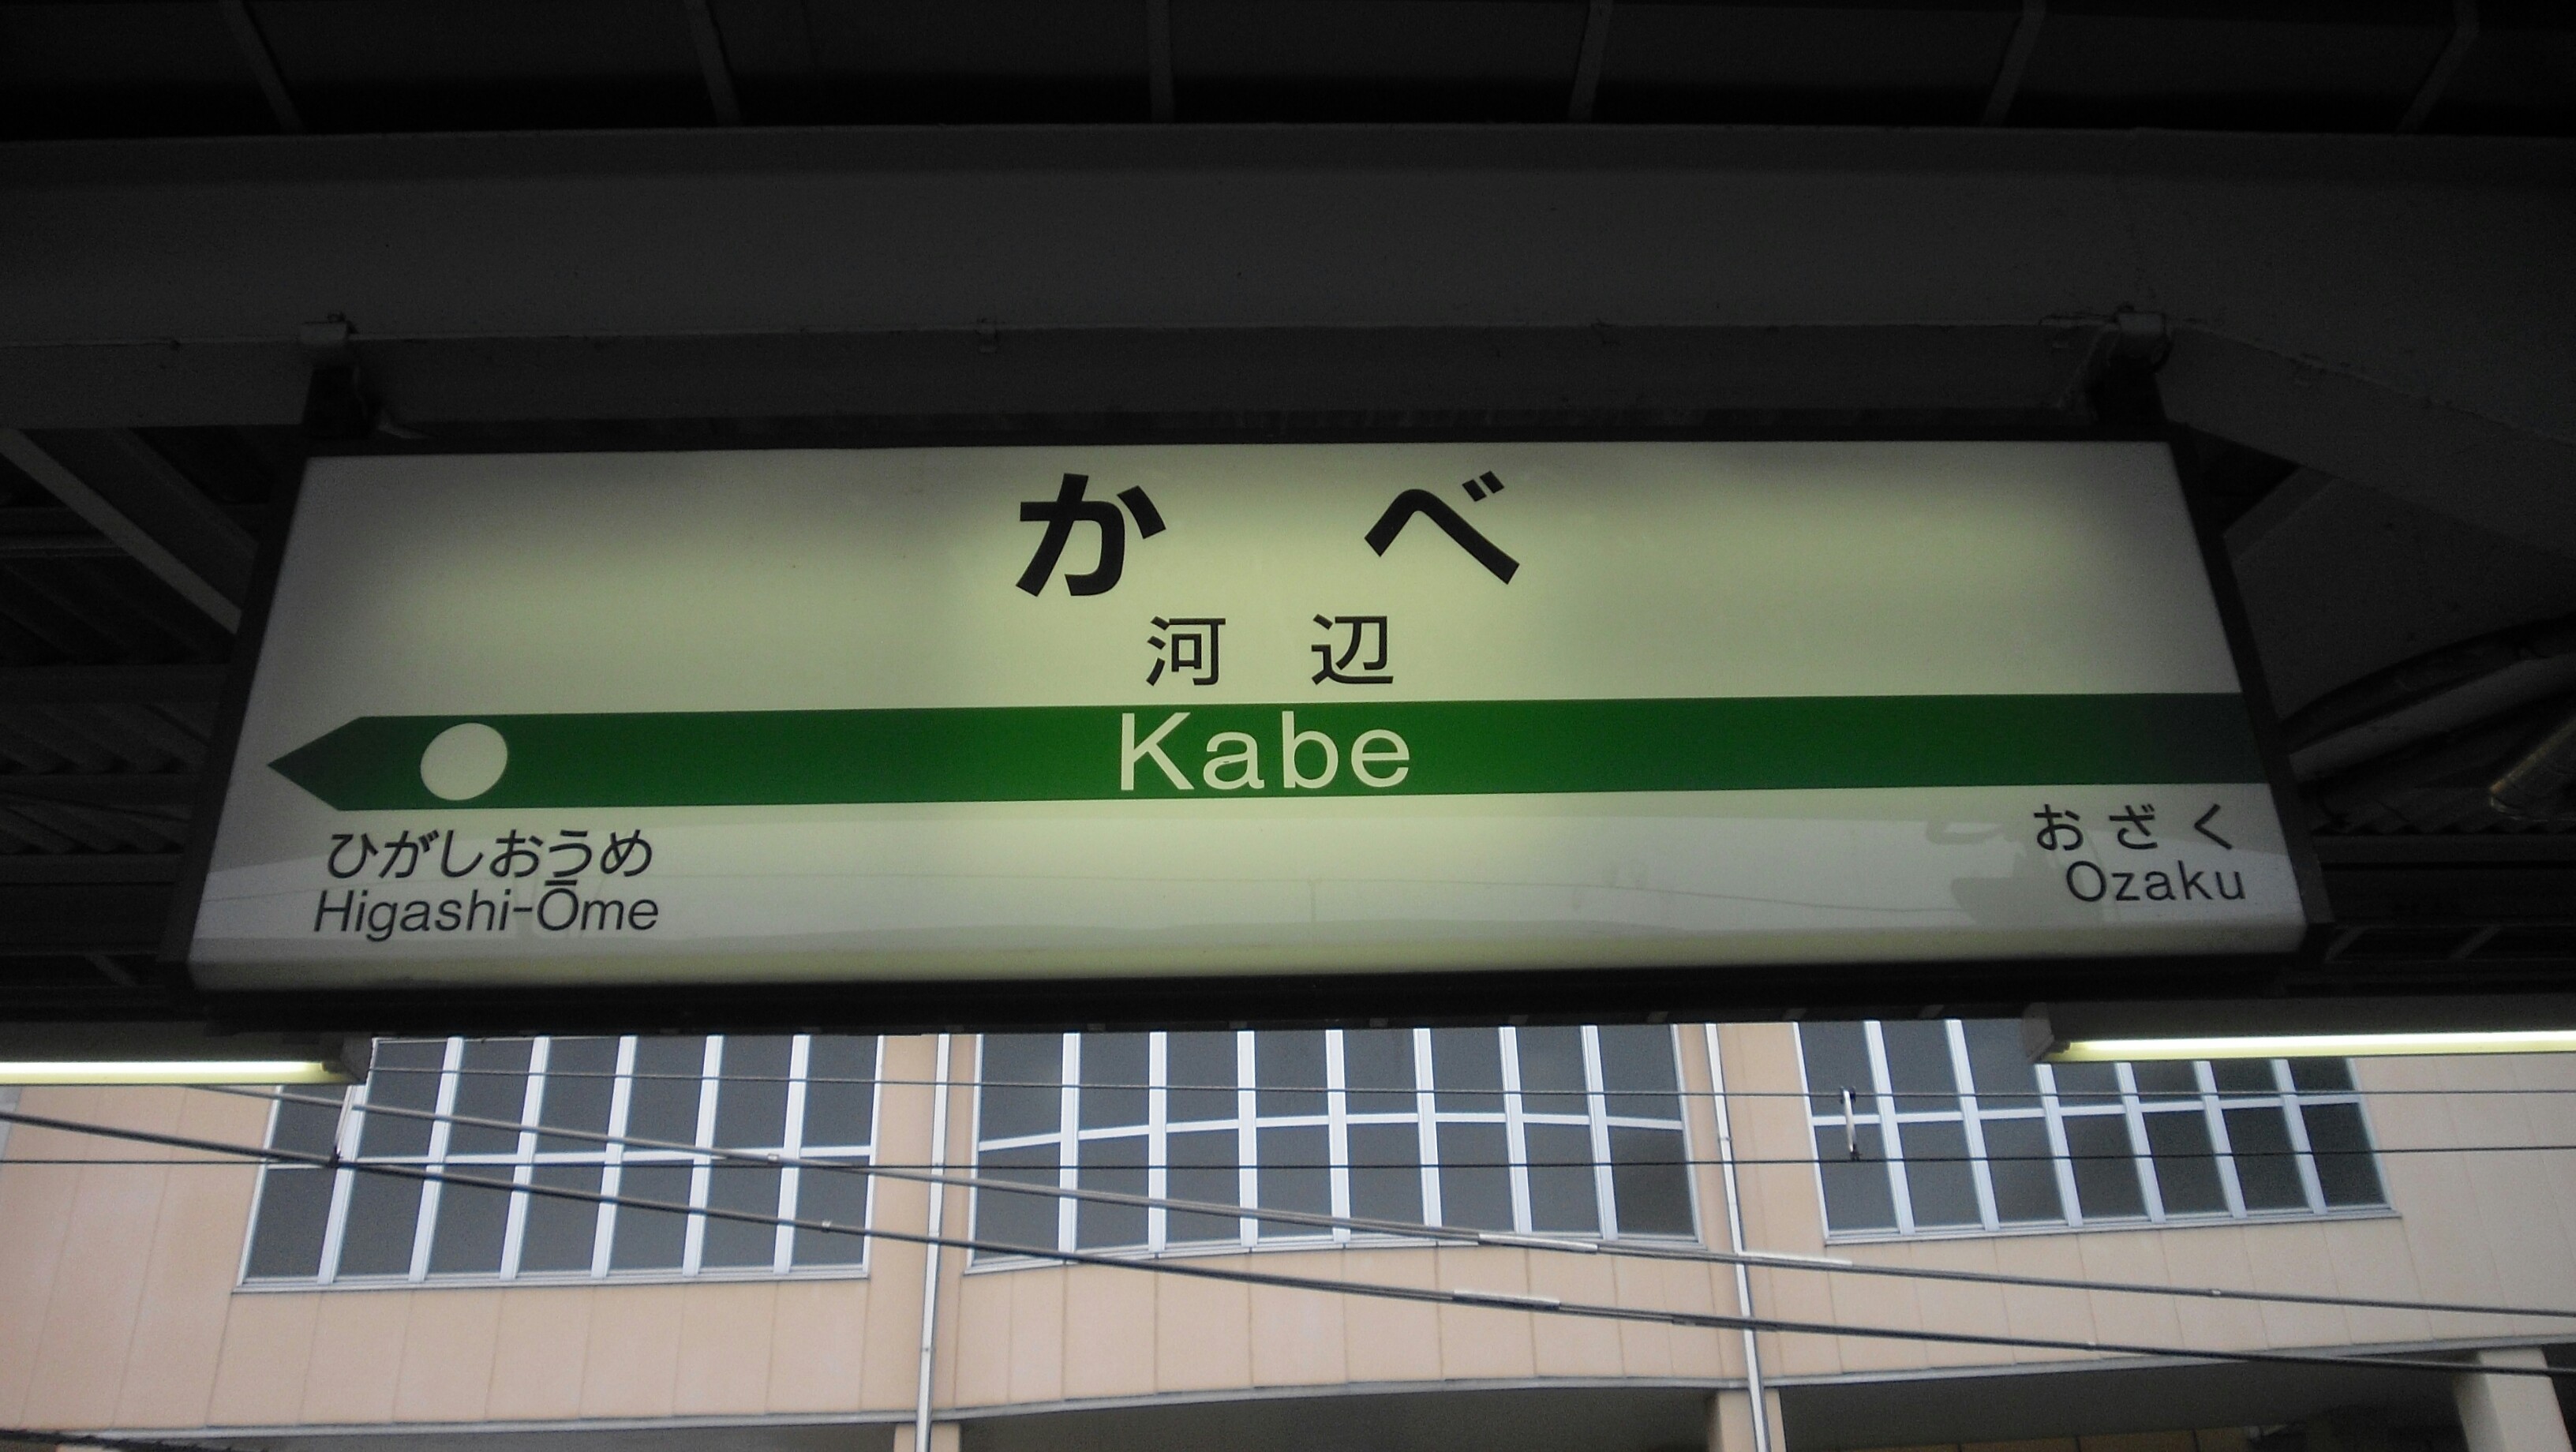 かべ
河辺
Kabe
ひがしおうめ
Higashi-Ōme
おざく
Ozaku